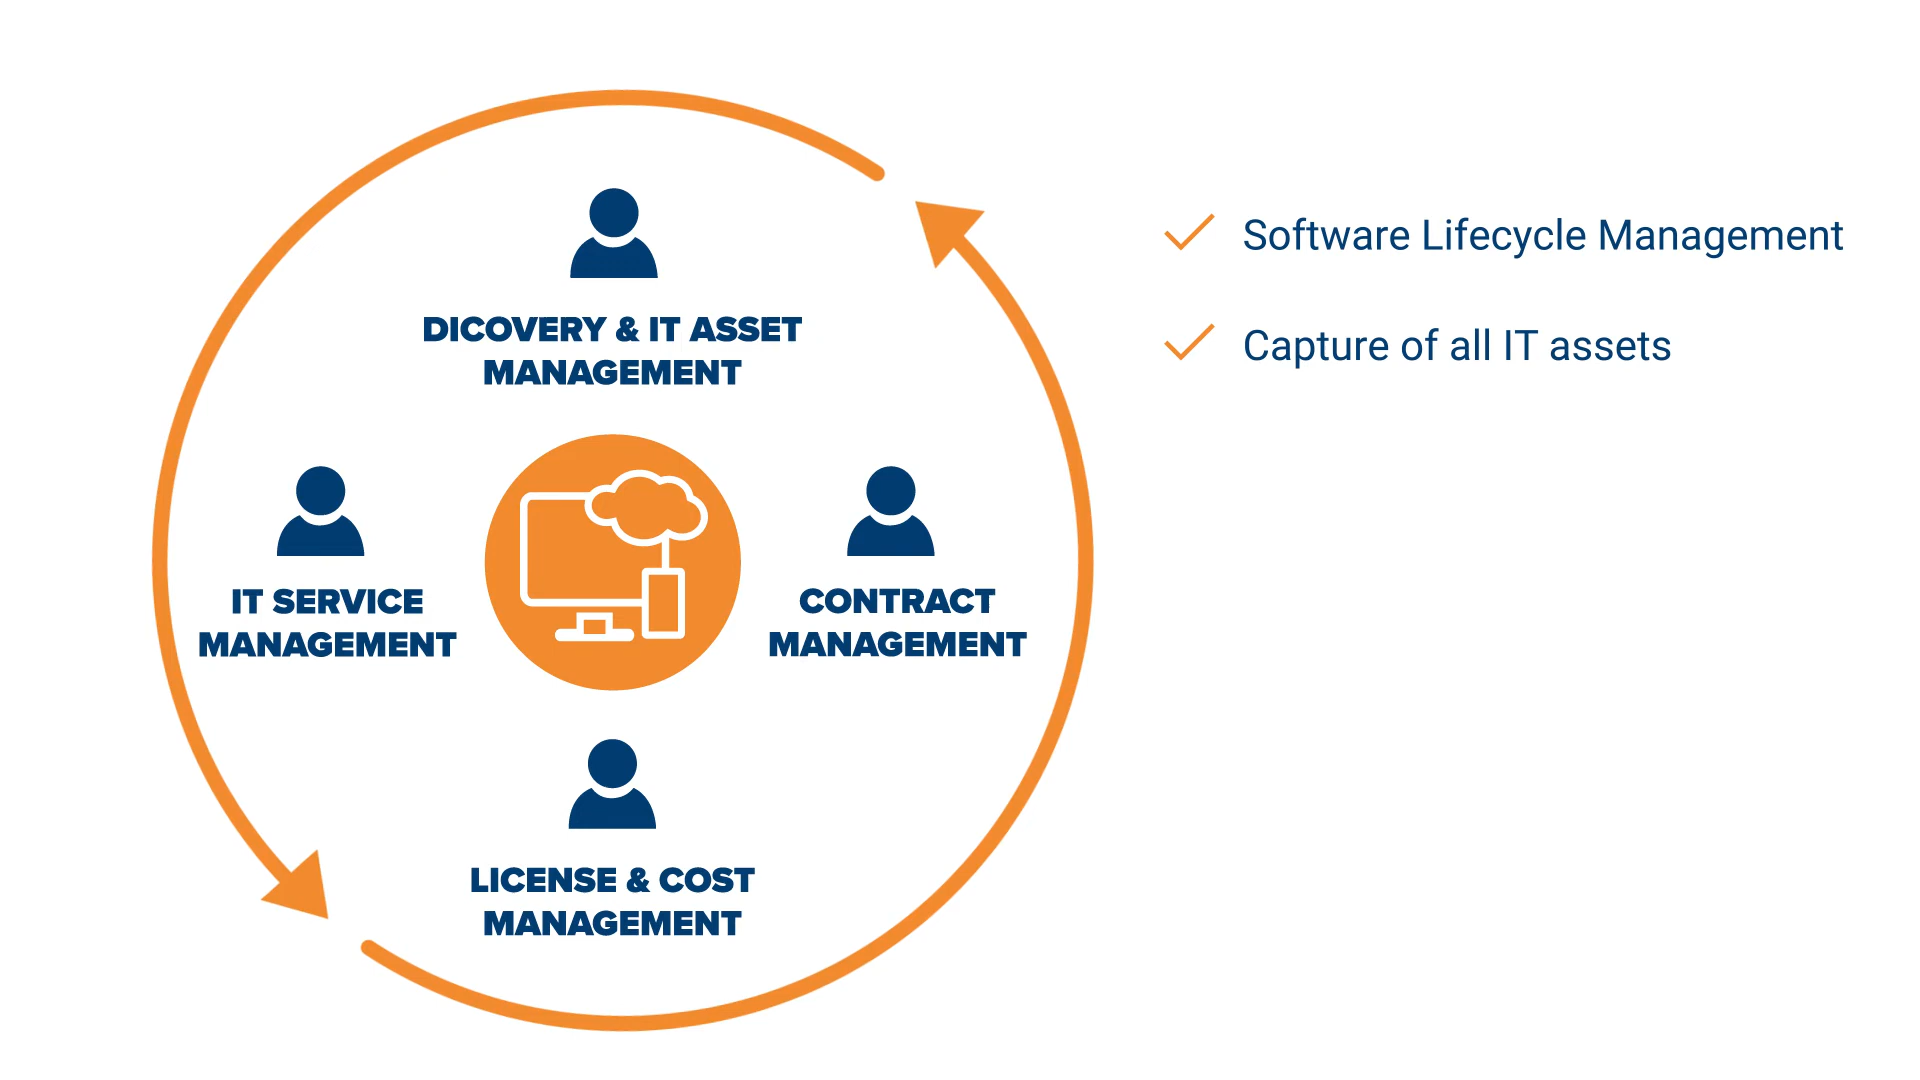 DICOVERY & IT ASSET
MANAGEMENT
IT SERVICE
MANAGEMENT
CONTRACT
MANAGEMENT
LICENSE & COST
MANAGEMENT
Software Lifecycle Management
Capture of all IT assets